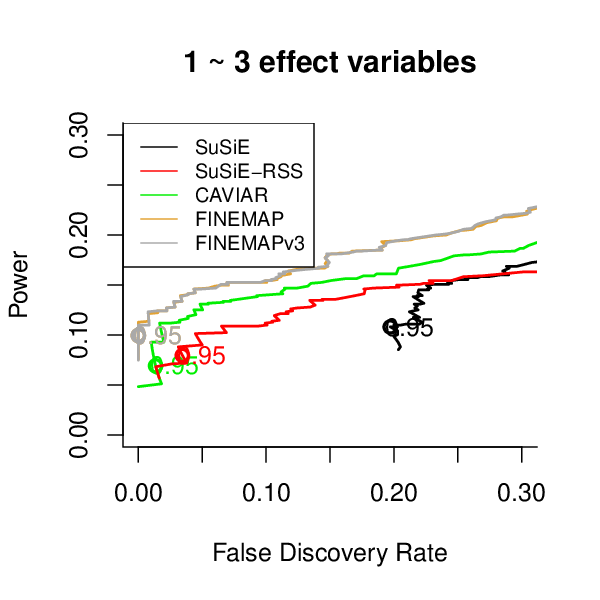 1 ~ 3 effect variables
Power
0.30
0.20
0.10
0.00
SuSiE
SuSiE−RSS
CAVIAR
FINEMAP
FINEMAPv3
0.95
0.95
0.95
0.95
0.00 0.10 0.20 0.30
False Discovery Rate